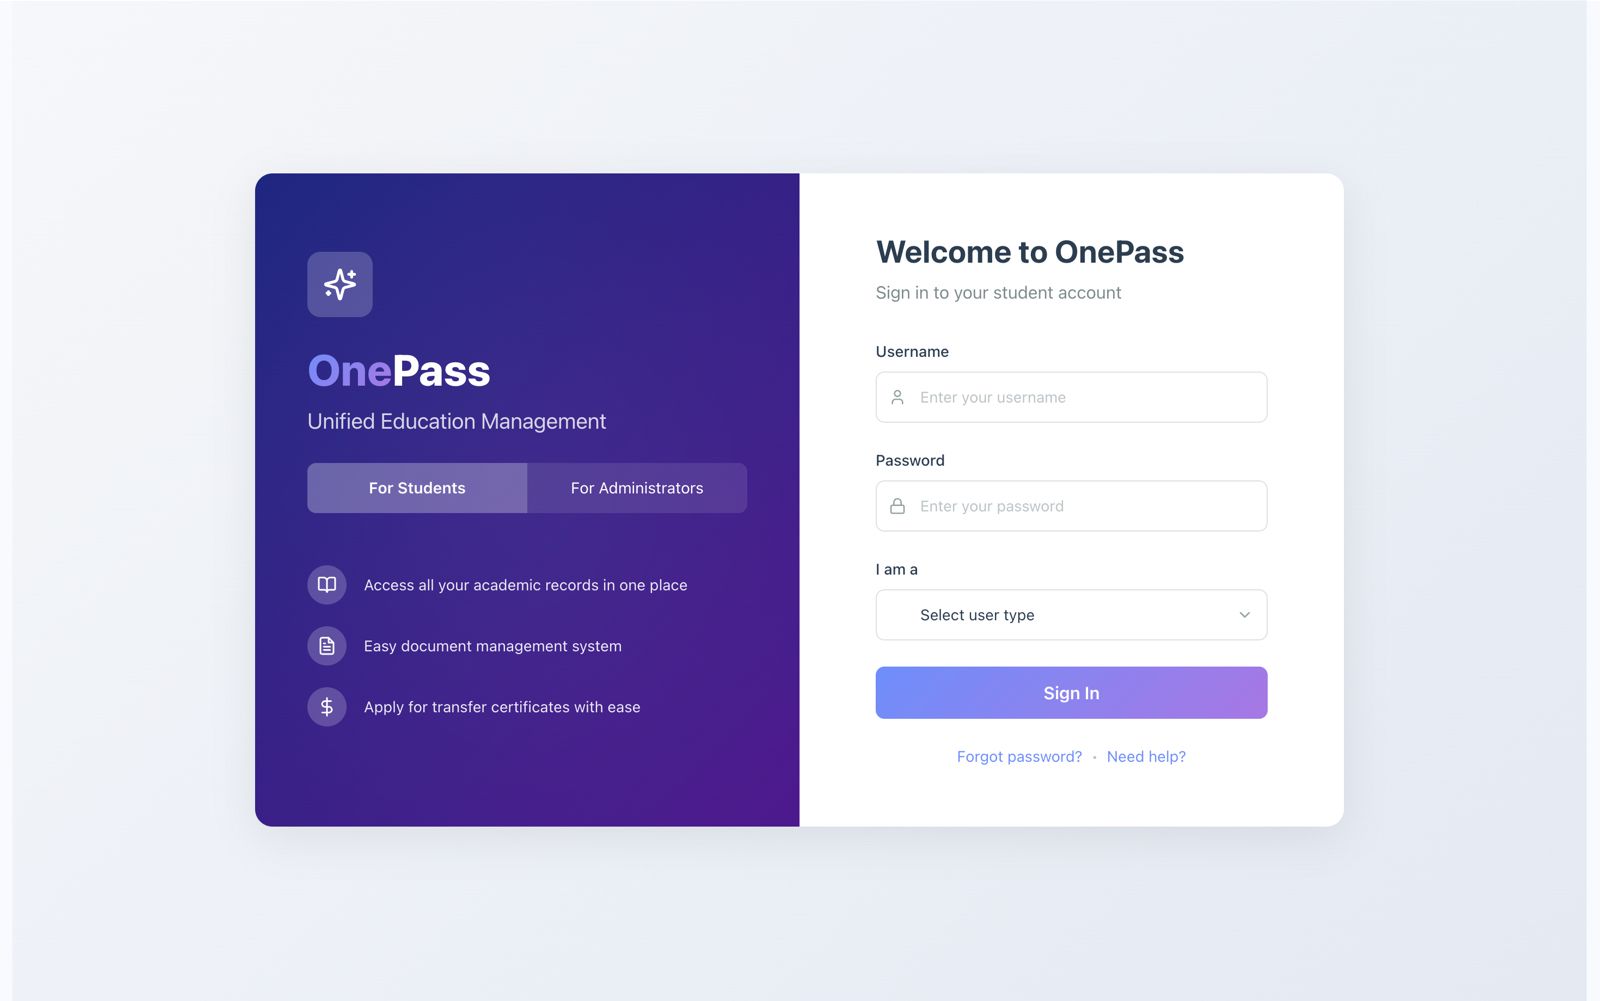 OnePass
Unified Education Management
For Students
For Administrators
Access all your academic records in one place
Easy document management system
Apply for transfer certificates with ease
Welcome to OnePass
Sign in to your student account
Username
Enter your username
Password
Enter your password
I am a
Select user type
Sign In
Forgot password? • Need help?